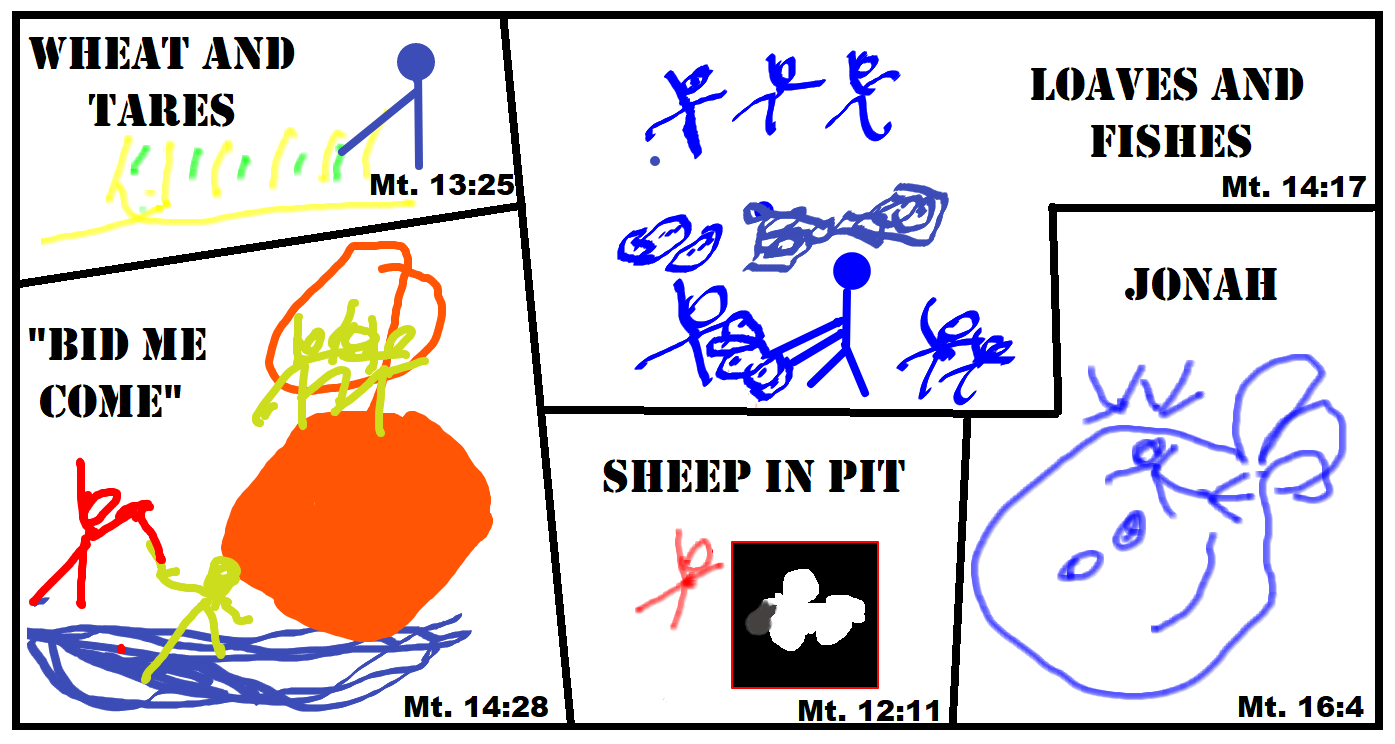 WHEAT AND
TARES
Mt. 13:25
LOAVES AND
FISHES
Mt. 14:17
"BID ME
COME"
Mt. 14:28
SHEEP IN PIT
Mt. 12:11
JONAH
Mt. 16:4